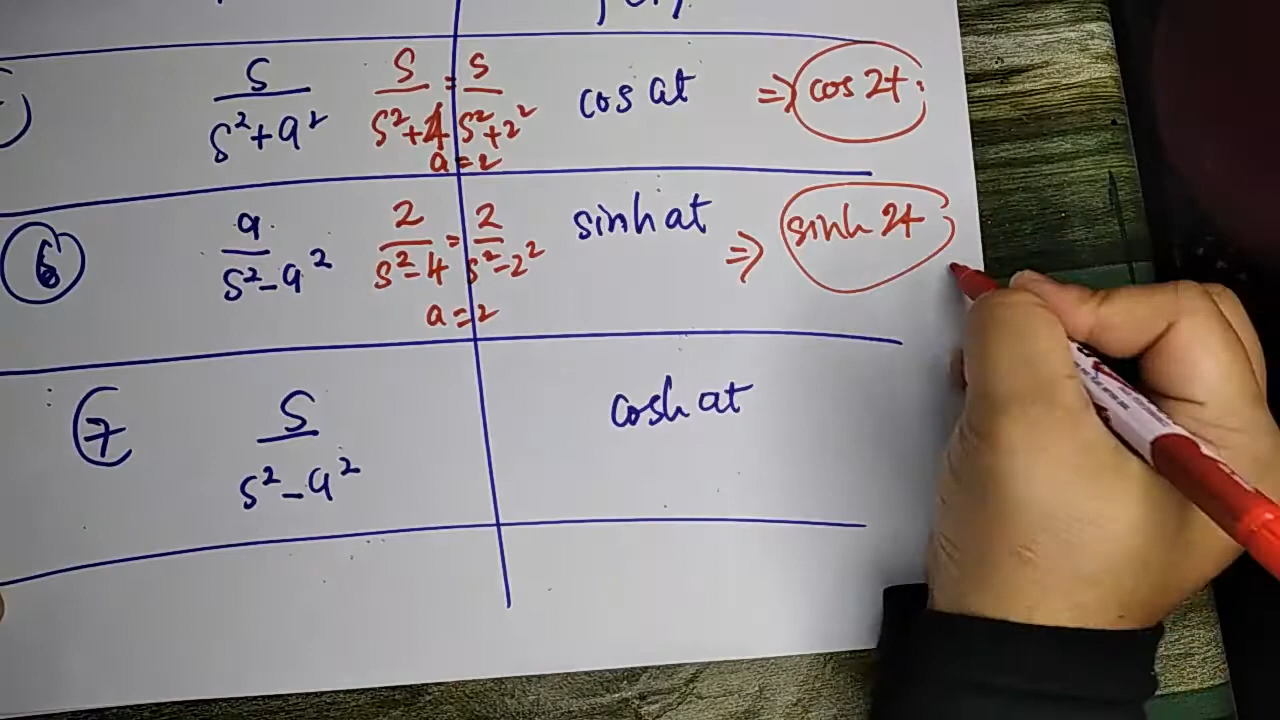 s/(s²+a²) s/(s²+4) = s/(s²+2²) cos at ⇒ cos 2t
a=2
6 a/(s²-a²) 2/(s²-4) = 2/(s²-2²) sinh at ⇒ sinh 2t
a=2
7 s/(s²-a²) cosh at